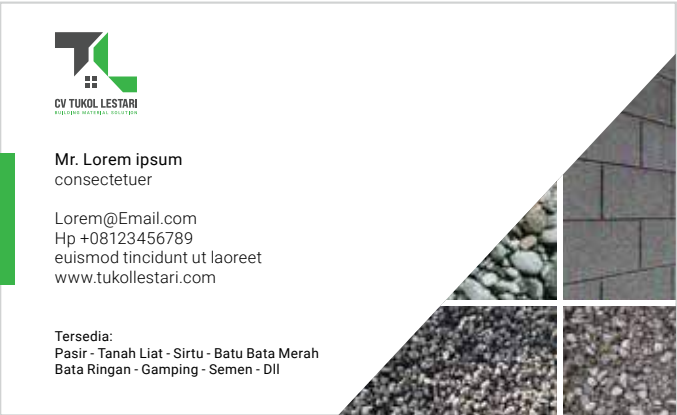 CV TUKOL LESTARI
BUILDING MATERIAL SOLUTION
Mr. Lorem ipsum
consectetuer
Lorem@Email.com
Hp +08123456789
euismod tincidunt ut laoreet
www.tukollestari.com
Tersedia:
Pasir - Tanah Liat - Sirtu - Batu Bata Merah
Bata Ringan - Gamping - Semen - Dll